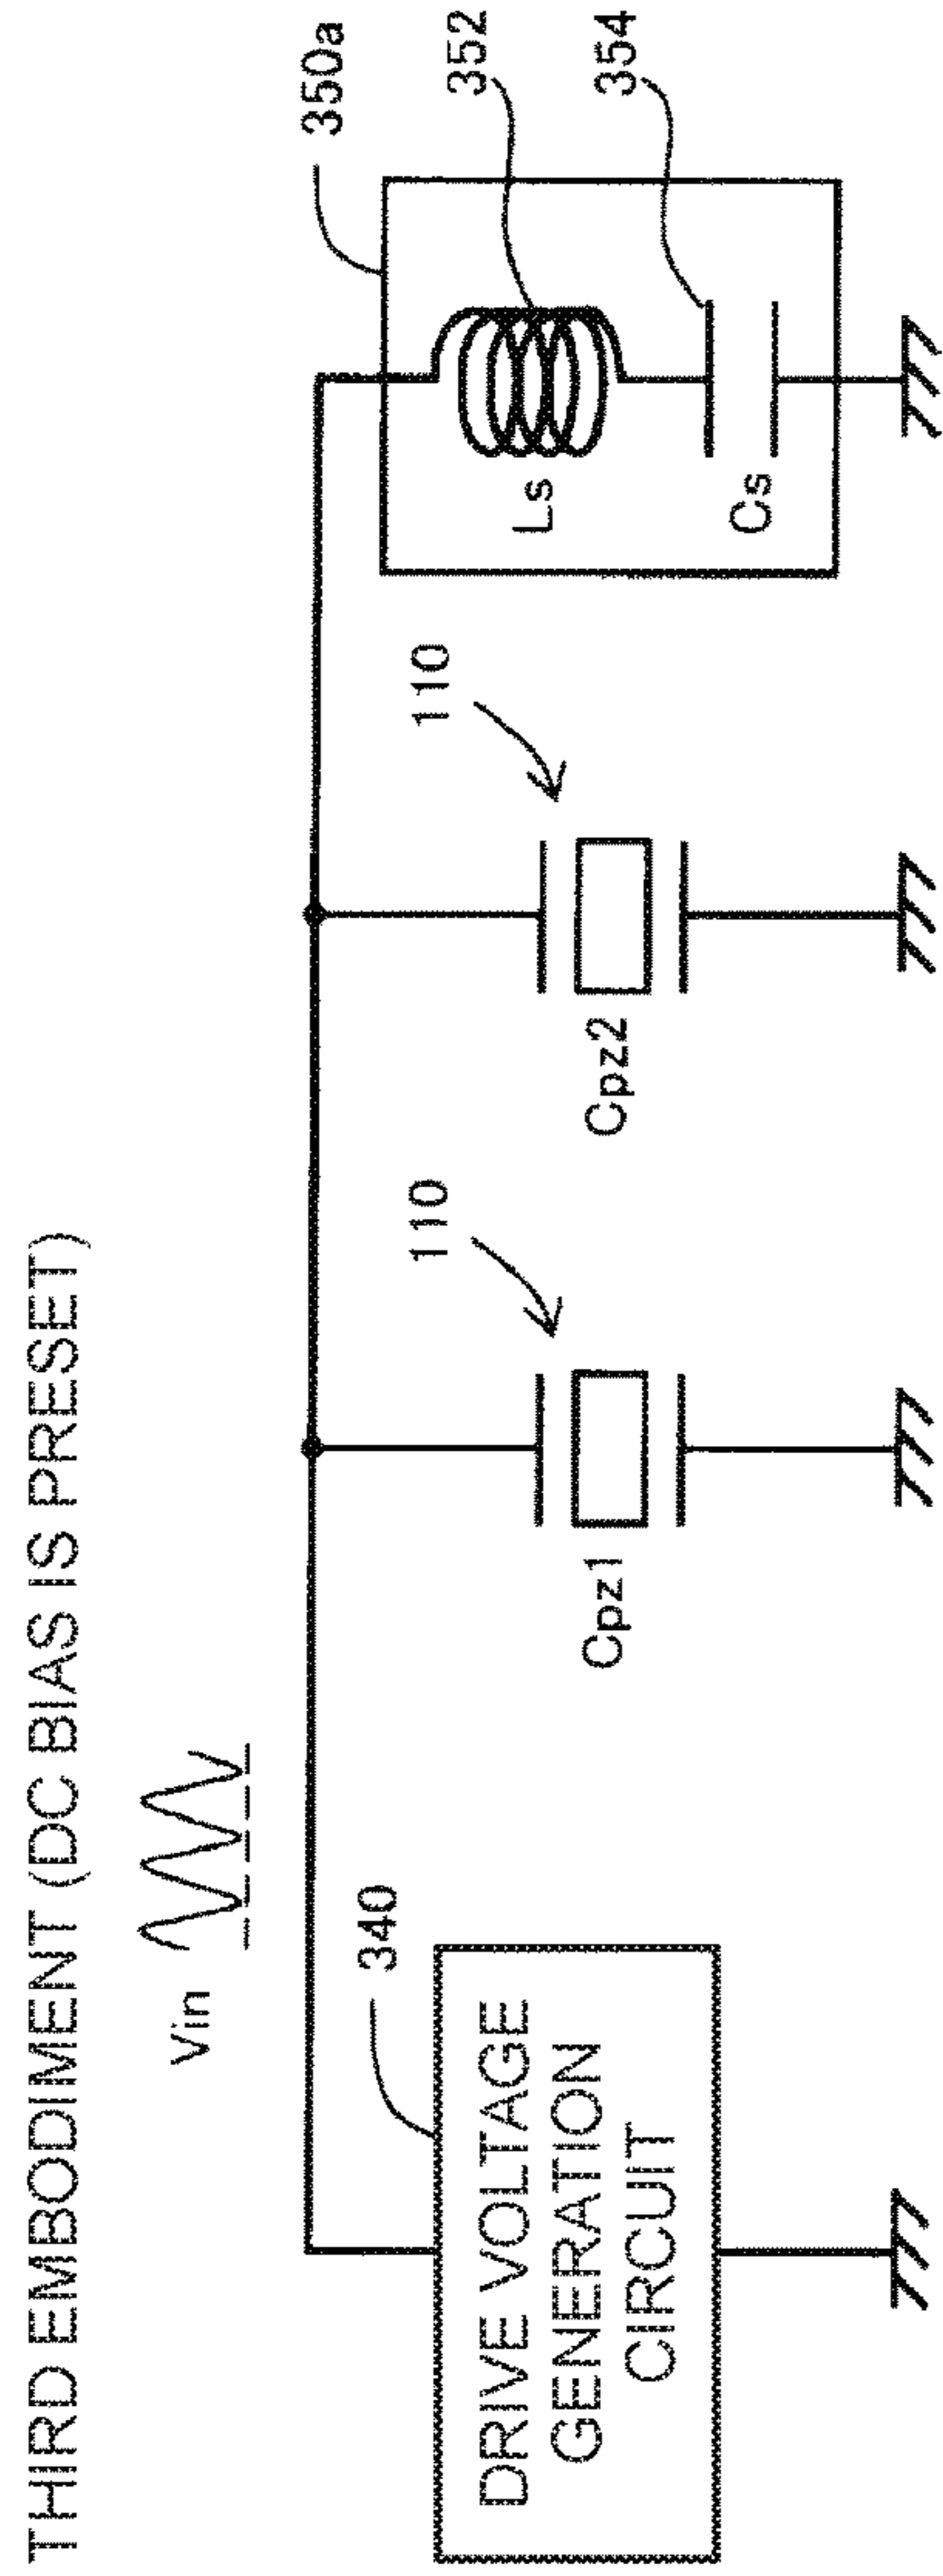 THIRD EMBODIMENT (DC BIAS IS PRESET)
Vin
340
DRIVE VOLTAGE
GENERATION
CIRCUIT
110
Cpz1
110
Cpz2
350a
352
354
Ls
Cs